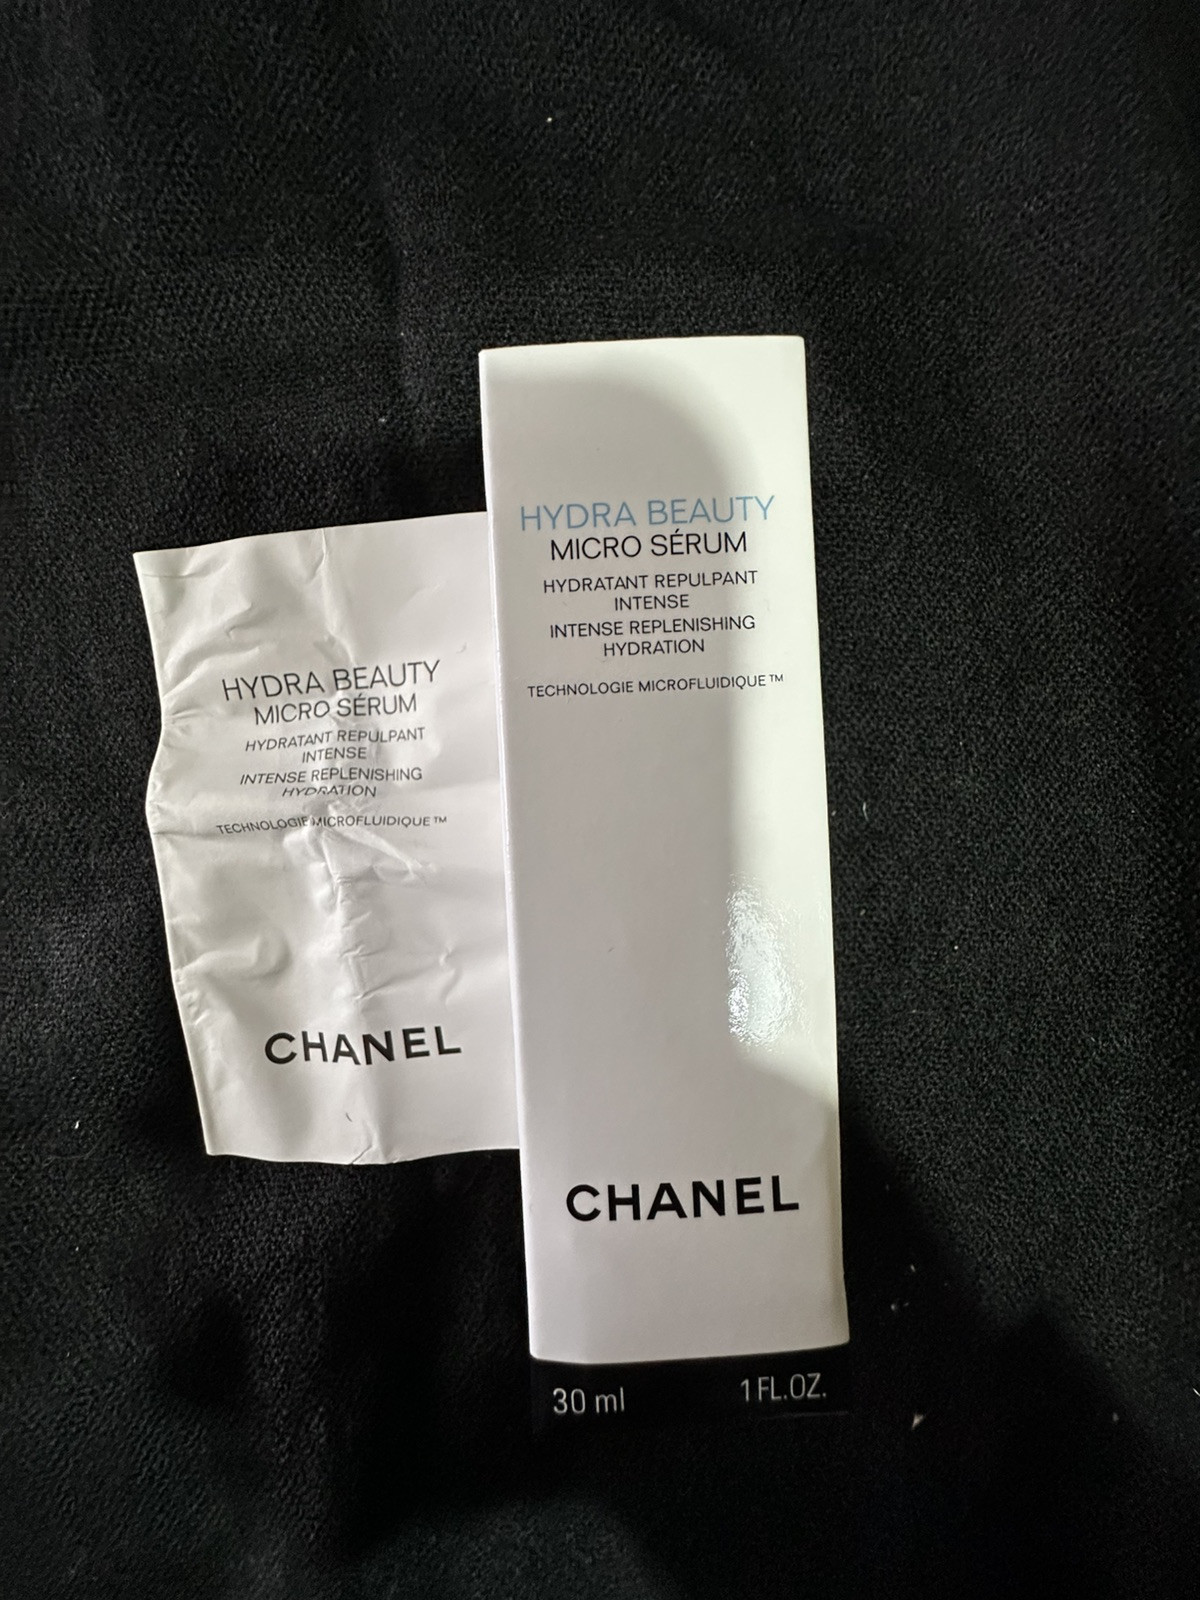 HYDRA BEAUTY
MICRO SÉRUM
HYDRATANT REPULPANT
INTENSE
INTENSE REPLENISHING
HYDRATION
TECHNOLOGIE MICROFLUIDIQUE™
CHANEL
HYDRA BEAUTY
MICRO SÉRUM
HYDRATANT REPULPANT
INTENSE
INTENSE REPLENISHING
HYDRATION
TECHNOLOGIE MICROFLUIDIQUE™
CHANEL
30 ml 1 FL.OZ.